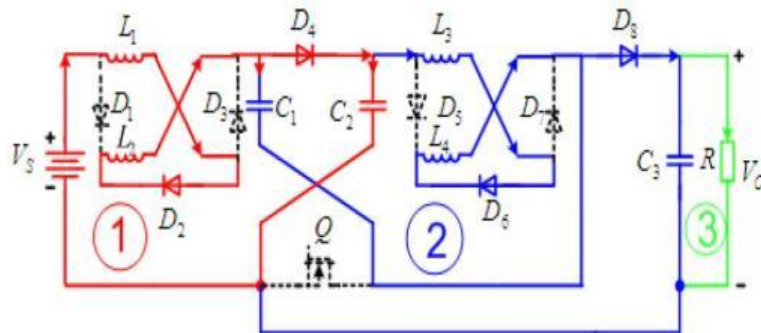 L1 D4 L3 D8
+
D1 D3 C1 C2 D5 D7
L2 L4
+ VS - C3 R VO
D2 D6
1 Q 2 3
-